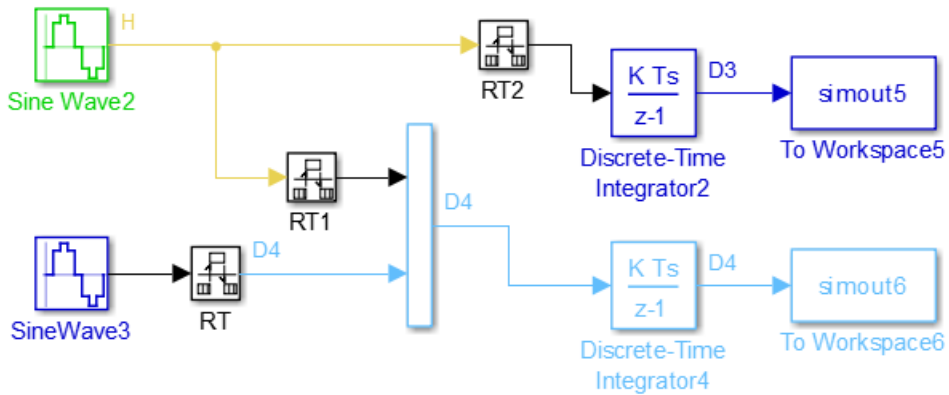 H
Sine Wave2
RT2
K Ts
z-1
D3
simout5
Discrete-Time
Integrator2
To Workspace5
RT1
D4
SineWave3
D4
RT
K Ts
z-1
D4
simout6
Discrete-Time
Integrator4
To Workspace6